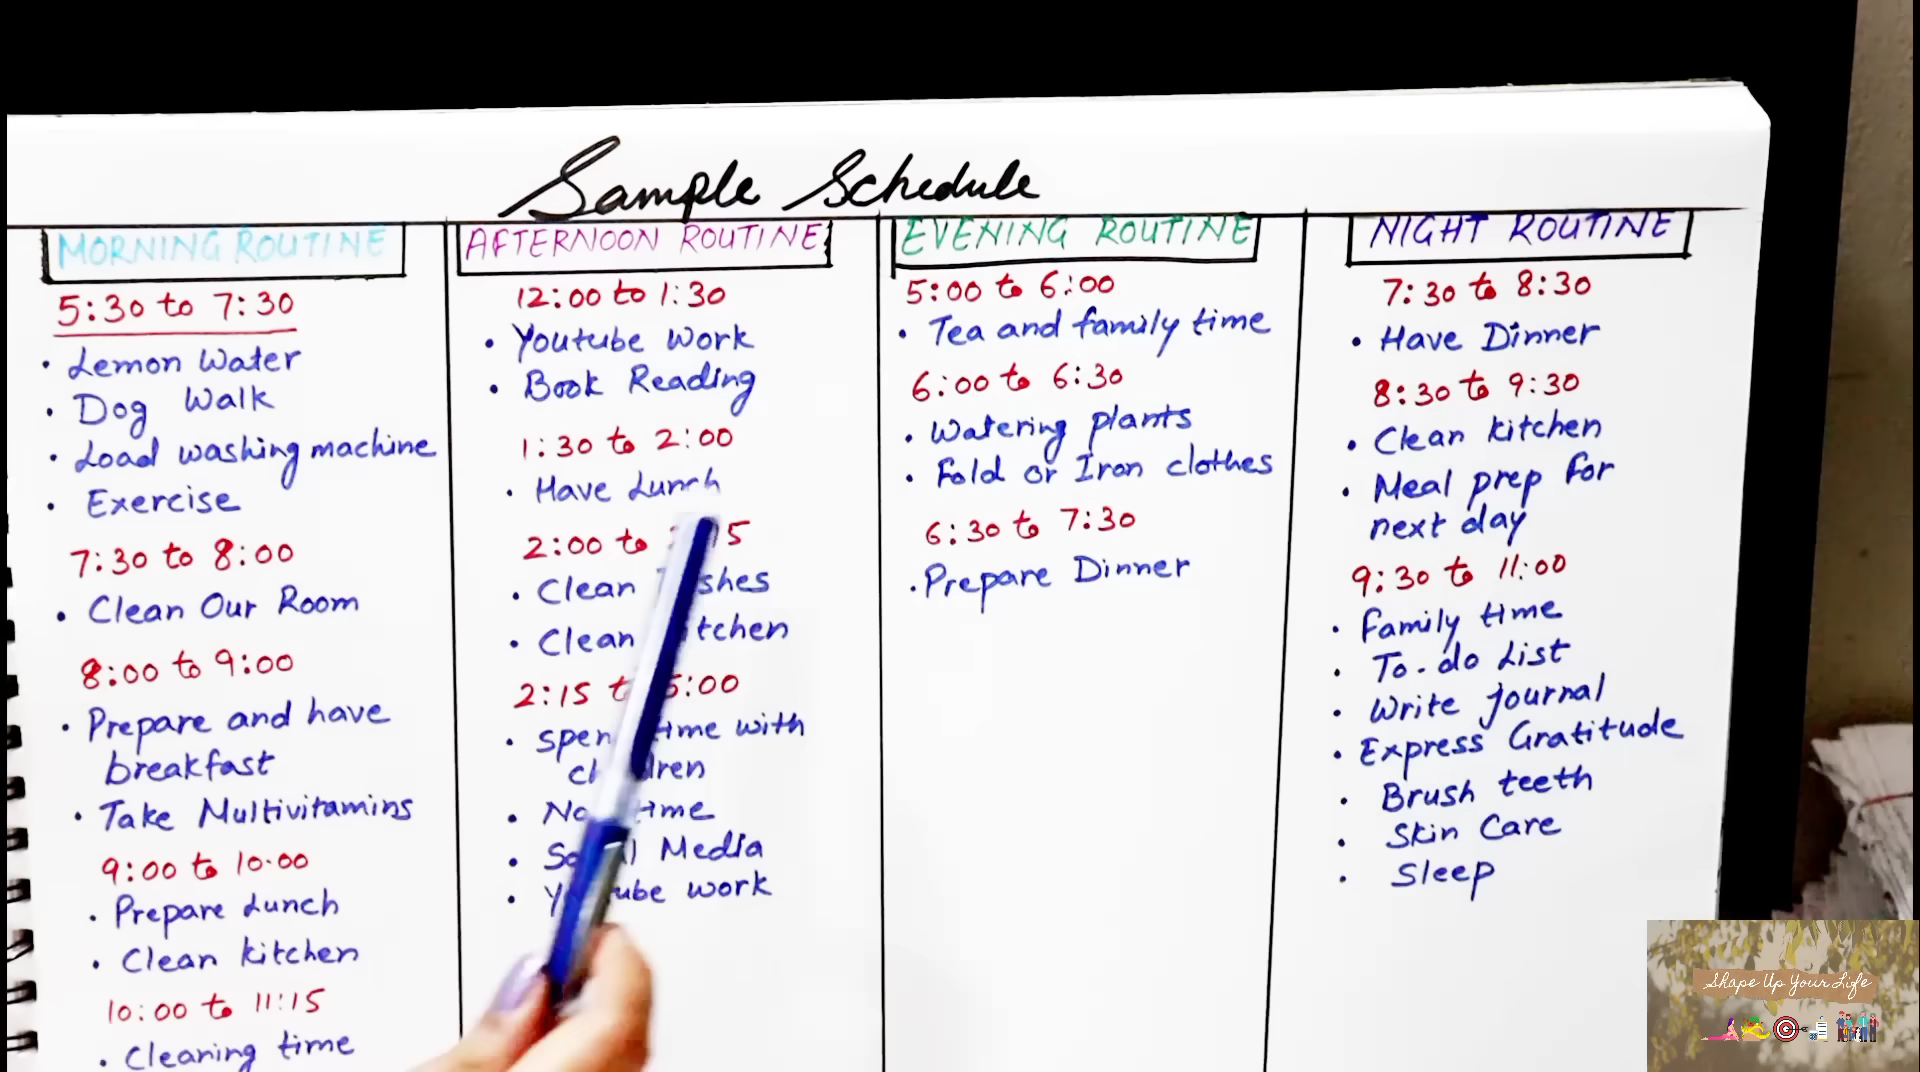 Sample Schedule
MORNING ROUTINE
5:30 to 7:30
• Lemon Water
• Dog Walk
• Load washing machine
• Exercise
7:30 to 8:00
• Clean Our Room
8:00 to 9:00
• Prepare and have
breakfast
• Take Multivitamins
9:00 to 10.00
• Prepare Lunch
• Clean kitchen
10:00 to 11:15
• Cleaning time
AFTERNOON ROUTINE
12:00 to 1:30
• Youtube Work
• Book Reading
1:30 to 2:00
• Have Lunch
2:00 to
• Clean
• Clean
2:15 to 5:00
• time with
• Media
• work
EVENING ROUTINE
5:00 to 6:00
• Tea and family time
6:00 to 6:30
• Watering plants
• Fold or Iron clothes
6:30 to 7:30
• Prepare Dinner
NIGHT ROUTINE
7:30 to 8:30
• Have Dinner
8:30 to 9:30
• Clean kitchen
• Meal prep for
next day
9:30 to 11:00
• Family time
• To-do List
• Write journal
• Express Gratitude
• Brush teeth
• Skin Care
• Sleep
Shape Up Your Life